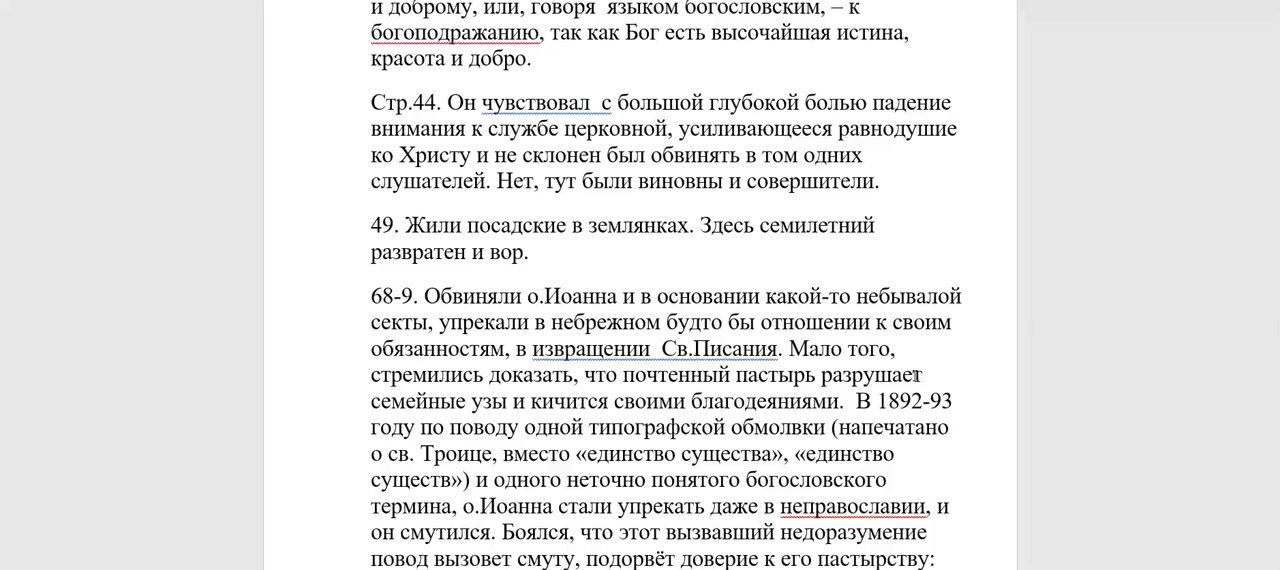 и доброму, или, говоря  языком богословским, – к
богоподражанию, так как Бог есть высочайшая истина,
красота и добро.
Стр.44. Он чувствовал  с большой глубокой болью падение
внимания к службе церковной, усиливающееся равнодушие
ко Христу и не склонен был обвинять в том одних
слушателей. Нет, тут были виновны и совершители.
49. Жили посадские в землянках. Здесь семилетний
развратен и вор.
68-9. Обвиняли о.Иоанна и в основании какой-то небывалой
секты, упрекали в небрежном будто бы отношении к своим
обязанностям, в извращении  Св.Писания. Мало того,
стремились доказать, что почтенный пастырь разрушает
семейные узы и кичится своими благодеяниями.  В 1892-93
году по поводу одной типографской обмолвки (напечатано
о св. Троице, вместо «единство существа», «единство
существ») и одного неточно понятого богословского
термина, о.Иоанна стали упрекать даже в неправославии, и
он смутился. Боялся, что этот вызвавший недоразумение
повод вызовет смуту, подорвёт доверие к его пастырству: